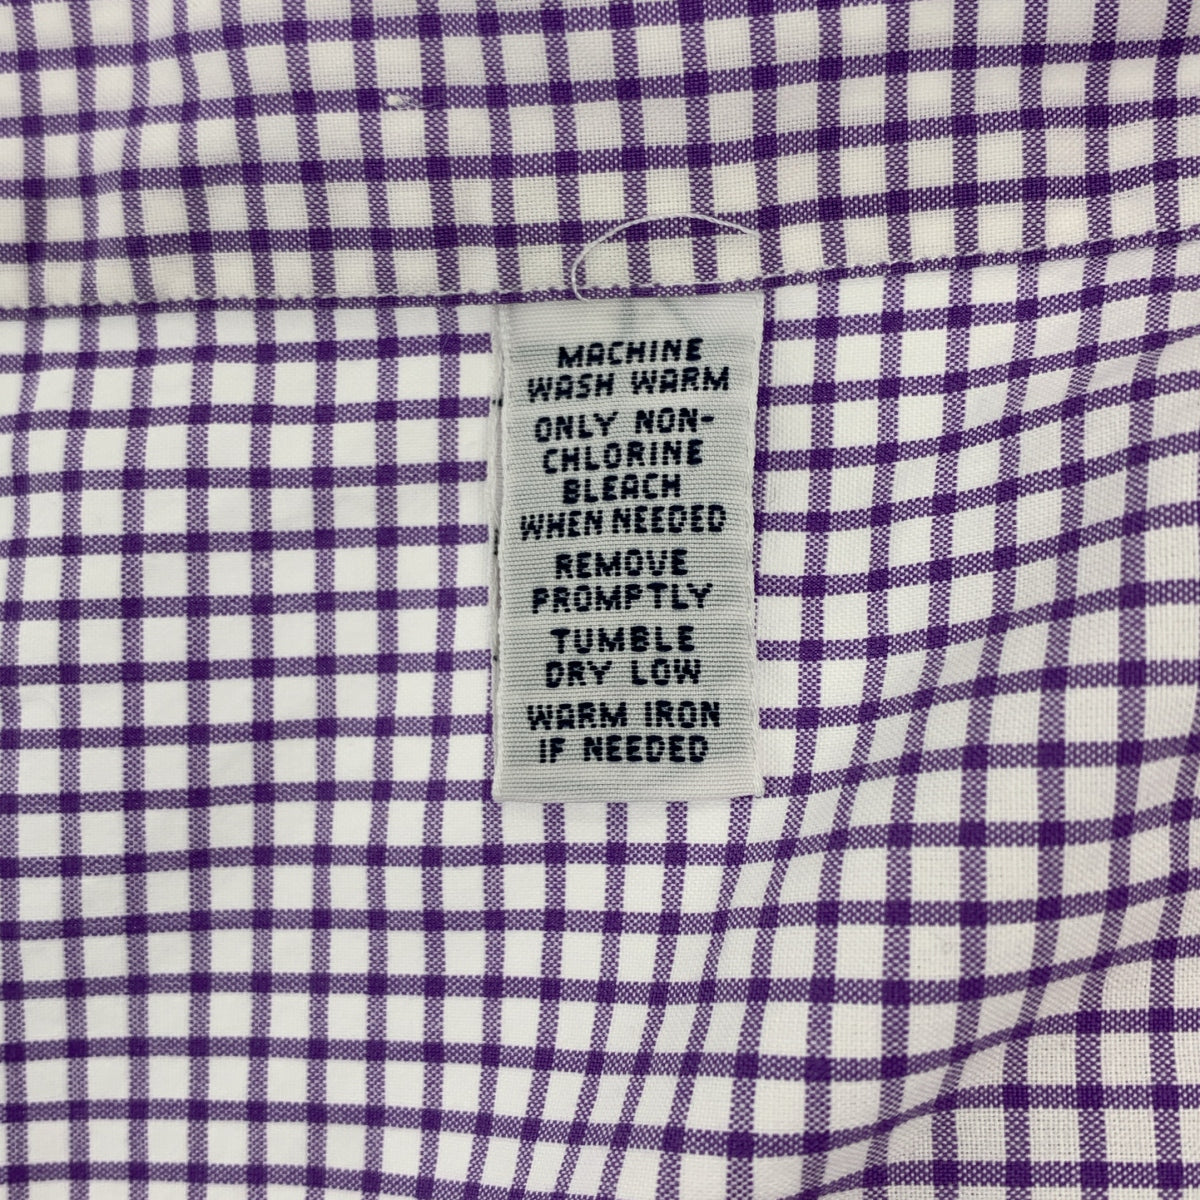 MACHINE
WASH WARM
ONLY NON-
CHLORINE
BLEACH
WHEN NEEDED
REMOVE
PROMPTLY
TUMBLE
DRY LOW
WARM IRON
IF NEEDED